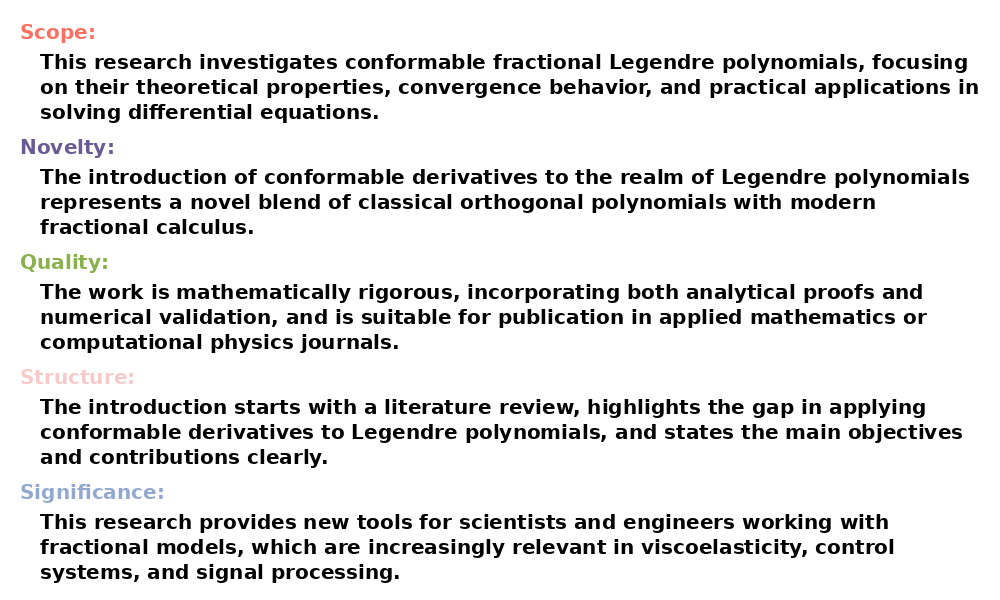 Scope:
This research investigates conformable fractional Legendre polynomials, focusing
on their theoretical properties, convergence behavior, and practical applications in
solving differential equations.
Novelty:
The introduction of conformable derivatives to the realm of Legendre polynomials
represents a novel blend of classical orthogonal polynomials with modern
fractional calculus.
Quality:
The work is mathematically rigorous, incorporating both analytical proofs and
numerical validation, and is suitable for publication in applied mathematics or
computational physics journals.
Structure:
The introduction starts with a literature review, highlights the gap in applying
conformable derivatives to Legendre polynomials, and states the main objectives
and contributions clearly.
Significance:
This research provides new tools for scientists and engineers working with
fractional models, which are increasingly relevant in viscoelasticity, control
systems, and signal processing.